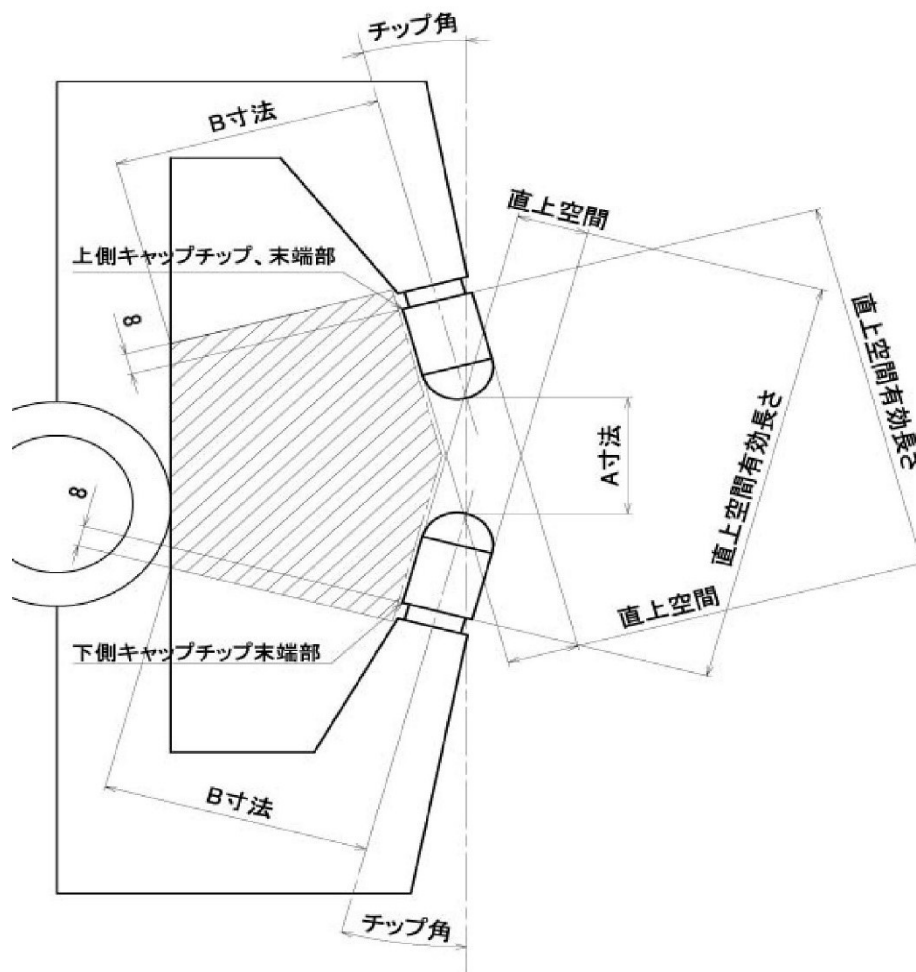 チップ角
B寸法
直上空間
上側キャップチップ、末端部
8
直上空間有効長さ
直上空間有効長さ
A寸法
8
直上空間
下側キャップチップ末端部
B寸法
チップ角